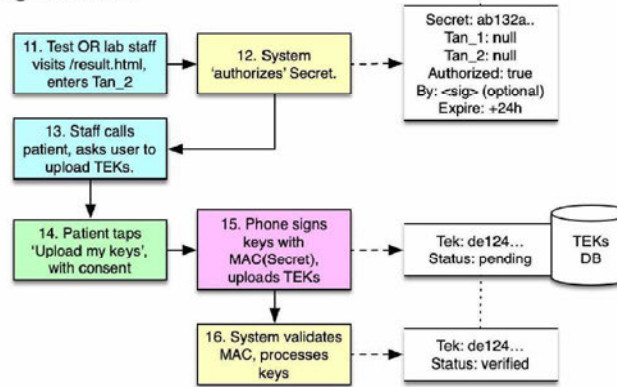 11. Test OR lab staff
visits /result.html,
enters Tan_2
12. System
‘authorizes’ Secret.
Secret: ab132a..
Tan_1: null
Tan_2: null
Authorized: true
By: <sig> (optional)
Expire: +24h
13. Staff calls
patient, asks user to
upload TEKs.
14. Patient taps
‘Upload my keys’,
with consent
15. Phone signs
keys with
MAC(Secret),
uploads TEKs
Tek: de124...
Status: pending
TEKs
DB
16. System validates
MAC, processes
keys
Tek: de124...
Status: verified